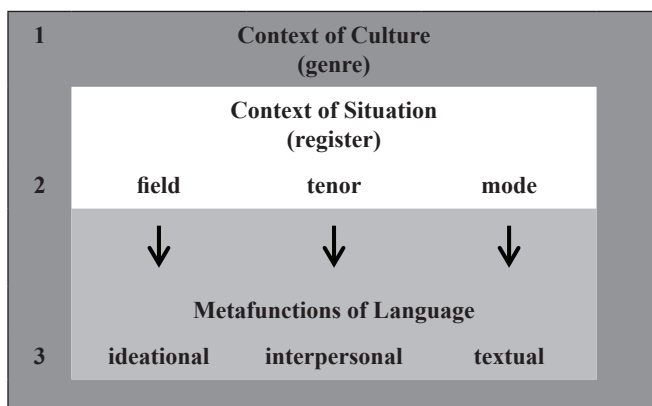 1 Context of Culture
(genre)
Context of Situation
(register)
2 field tenor mode
Metafunctions of Language
3 ideational interpersonal textual